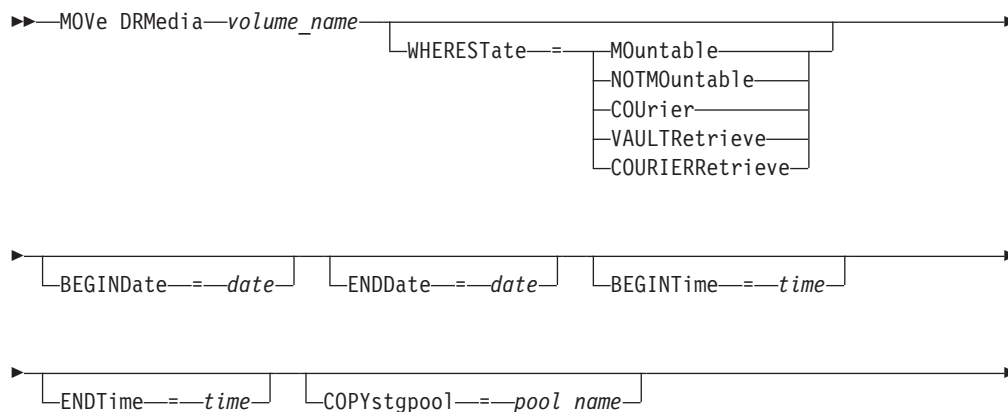 MOVe DRMedia volume_name
WHERESTate = MOuntable
NOTMOuntable
COUrier
VAULTRetrieve
COURIERRetrieve
BEGINDate = date ENDDate = date BEGINTime = time
ENDTime = time COPYstgpool = pool name